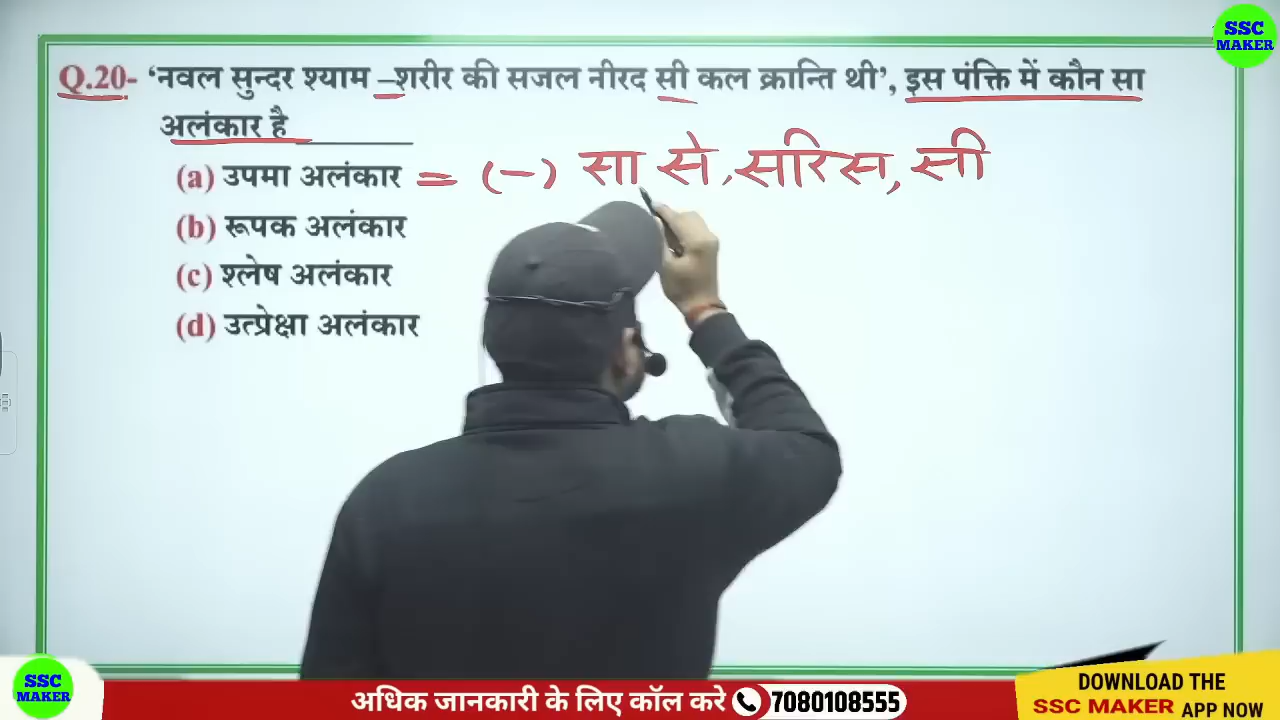 SSC
MAKER
Q.20- ‘नवल सुन्दर श्याम –शरीर की सजल नीरद सी कल क्रान्ति थी’, इस पंक्ति में कौन सा
अलंकार है ________
(a) उपमा अलंकार = (-) सा से, सरिस, सी
(b) रूपक अलंकार
(c) श्लेष अलंकार
(d) उत्प्रेक्षा अलंकार
SSC
MAKER
अधिक जानकारी के लिए कॉल करे 7080108555
DOWNLOAD THE
SSC MAKER APP NOW